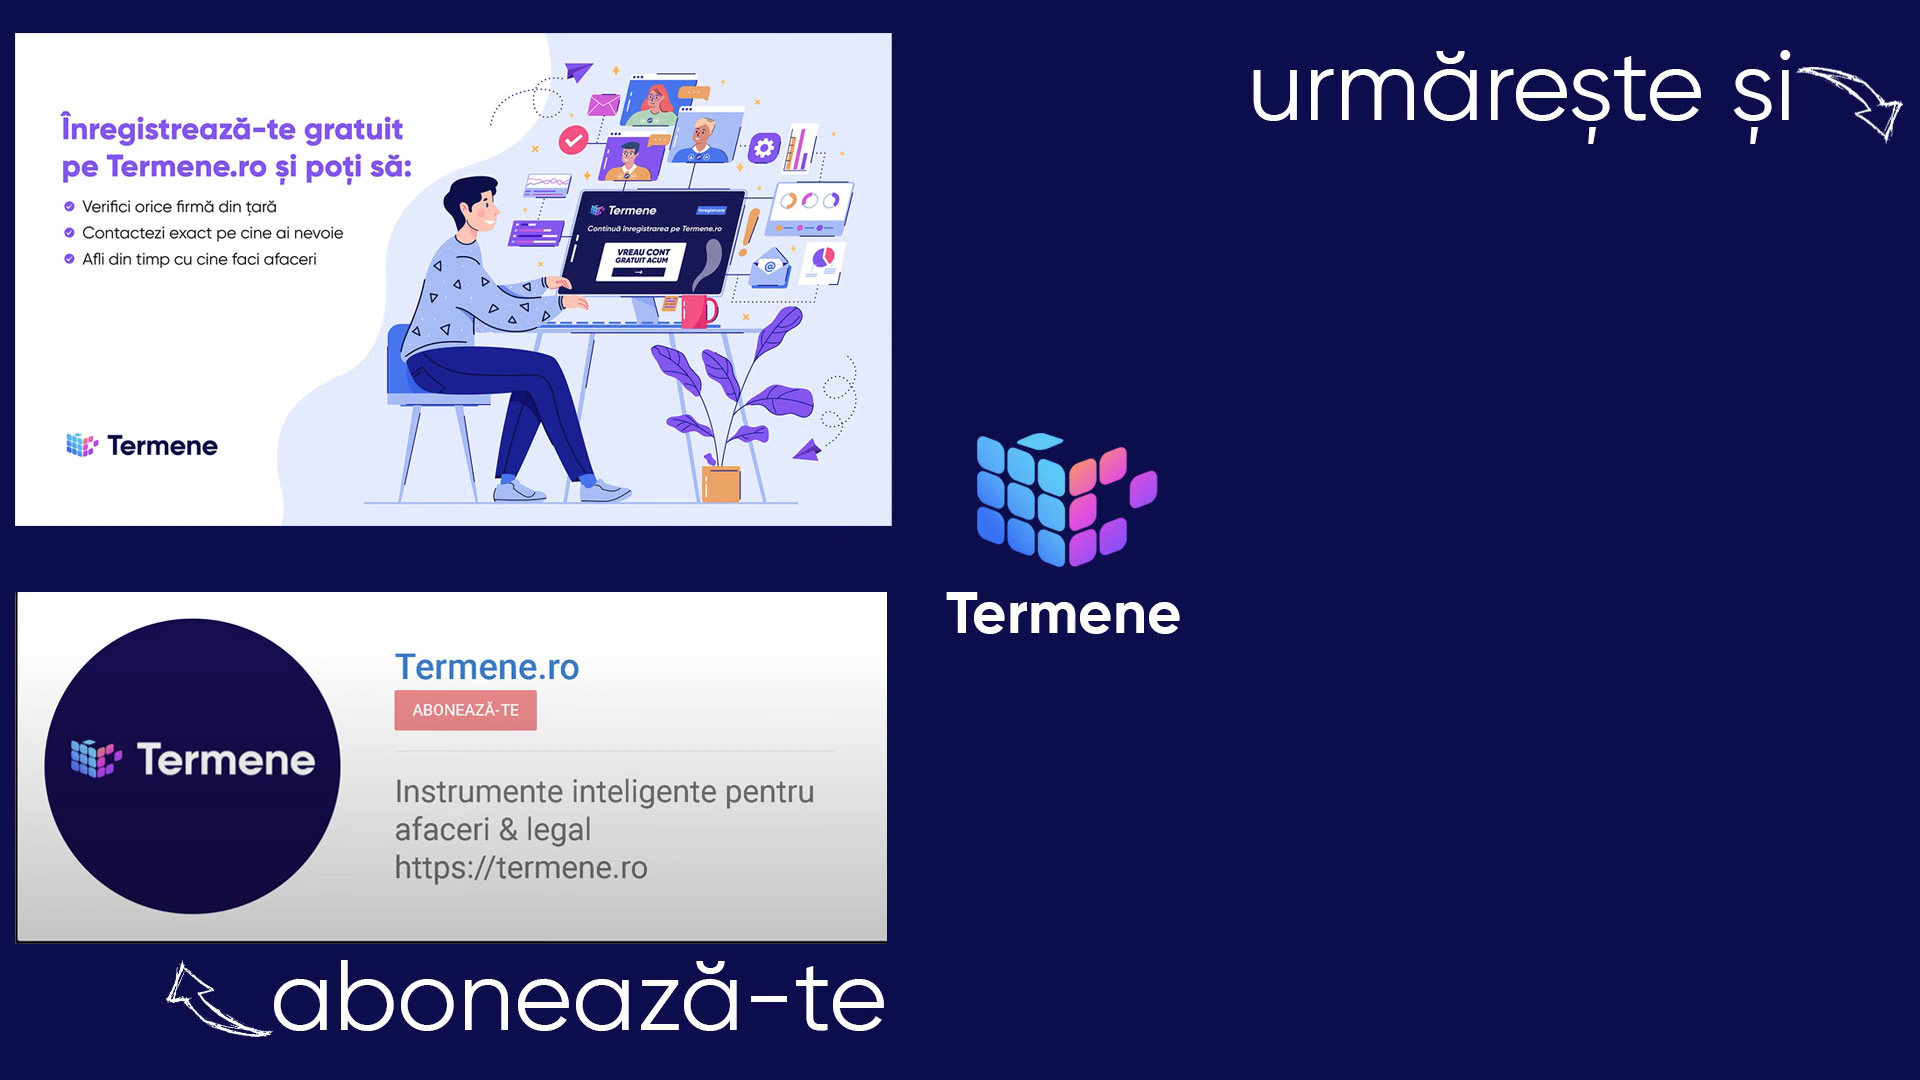 urmărește și
Înregistrează-te gratuit
pe Termene.ro și poți să:
Verifici orice firmă din țară
Contactezi exact pe cine ai nevoie
Afli din timp cu cine faci afaceri
Termene
Înregistrare
Continuă înregistrarea pe Termene.ro
VREAU CONT
GRATUIT ACUM
@
Termene
Termene
Termene.ro
ABONEAZĂ-TE
Termene
Instrumente inteligente pentru
afaceri & legal
https://termene.ro
abonează-te